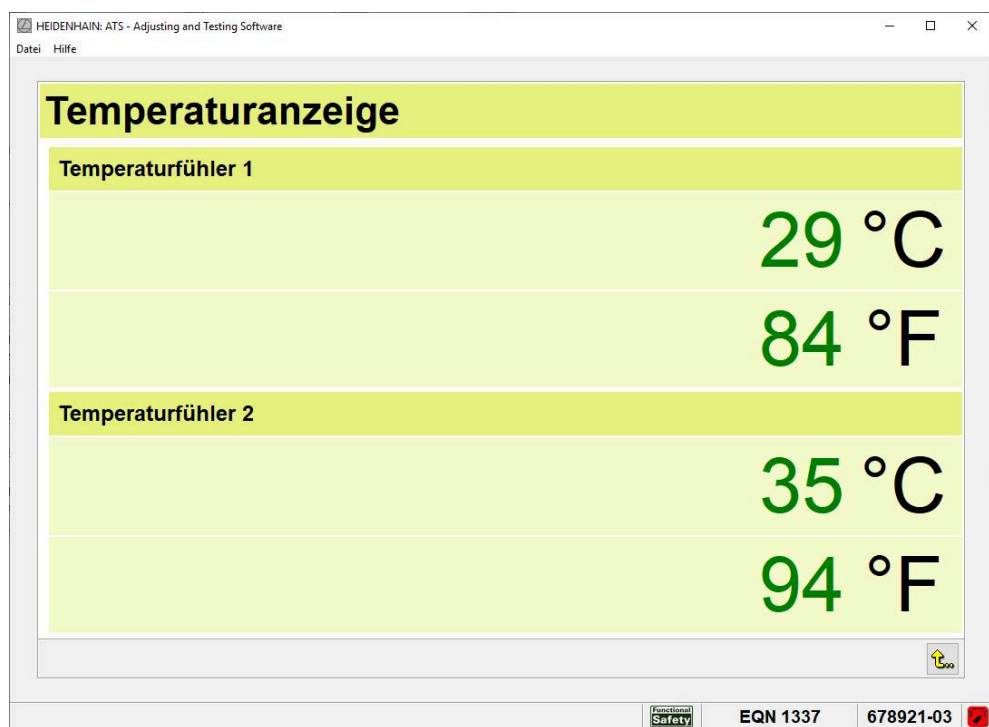 HEIDENHAIN: ATS - Adjusting and Testing Software
Datei Hilfe
Temperaturanzeige
Temperaturfühler 1
29 °C
84 °F
Temperaturfühler 2
35 °C
94 °F
Functional
Safety
EQN 1337
678921-03